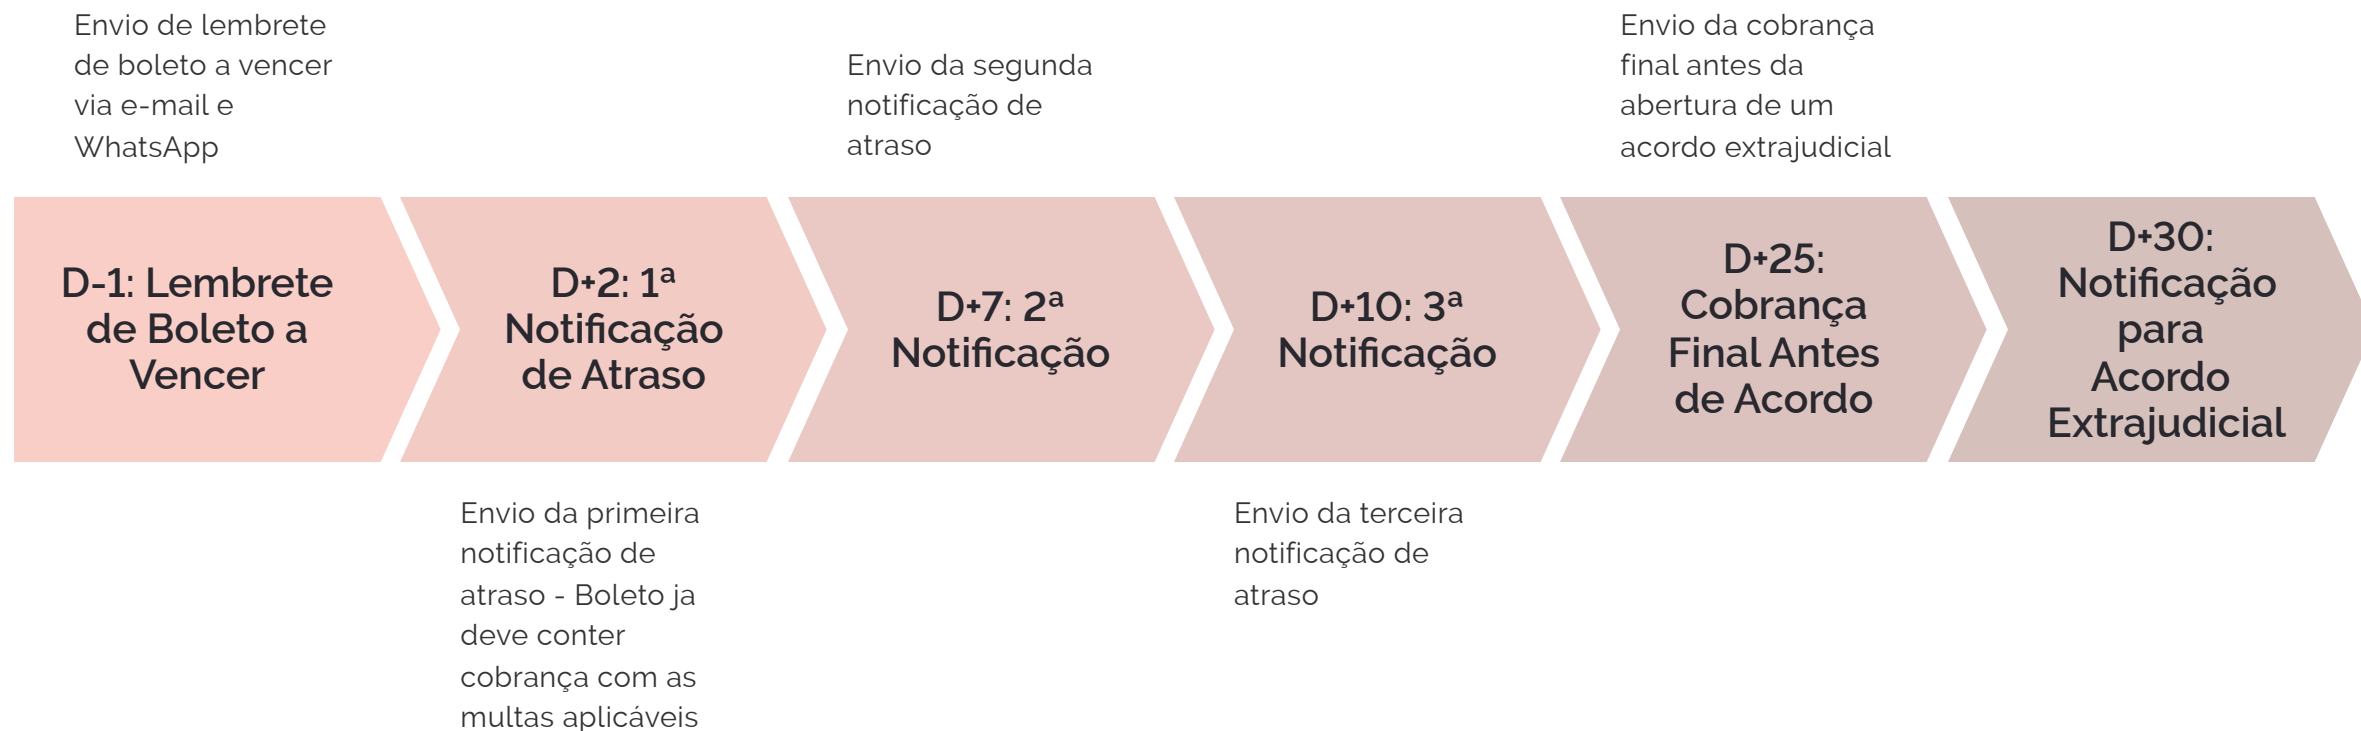 Envio de lembrete
de boleto a vencer
via e-mail e
WhatsApp
Envio da segunda
notificação de
atraso
Envio da cobrança
final antes da
abertura de um
acordo extrajudicial
D-1: Lembrete
de Boleto a
Vencer
D+2: 1ª
Notificação
de Atraso
D+7: 2ª
Notificação
D+10: 3ª
Notificação
D+25:
Cobrança
Final Antes
de Acordo
D+30:
Notificação
para
Acordo
Extrajudicial
Envio da primeira
notificação de
atraso - Boleto ja
deve conter
cobrança com as
multas aplicáveis
Envio da terceira
notificação de
atraso